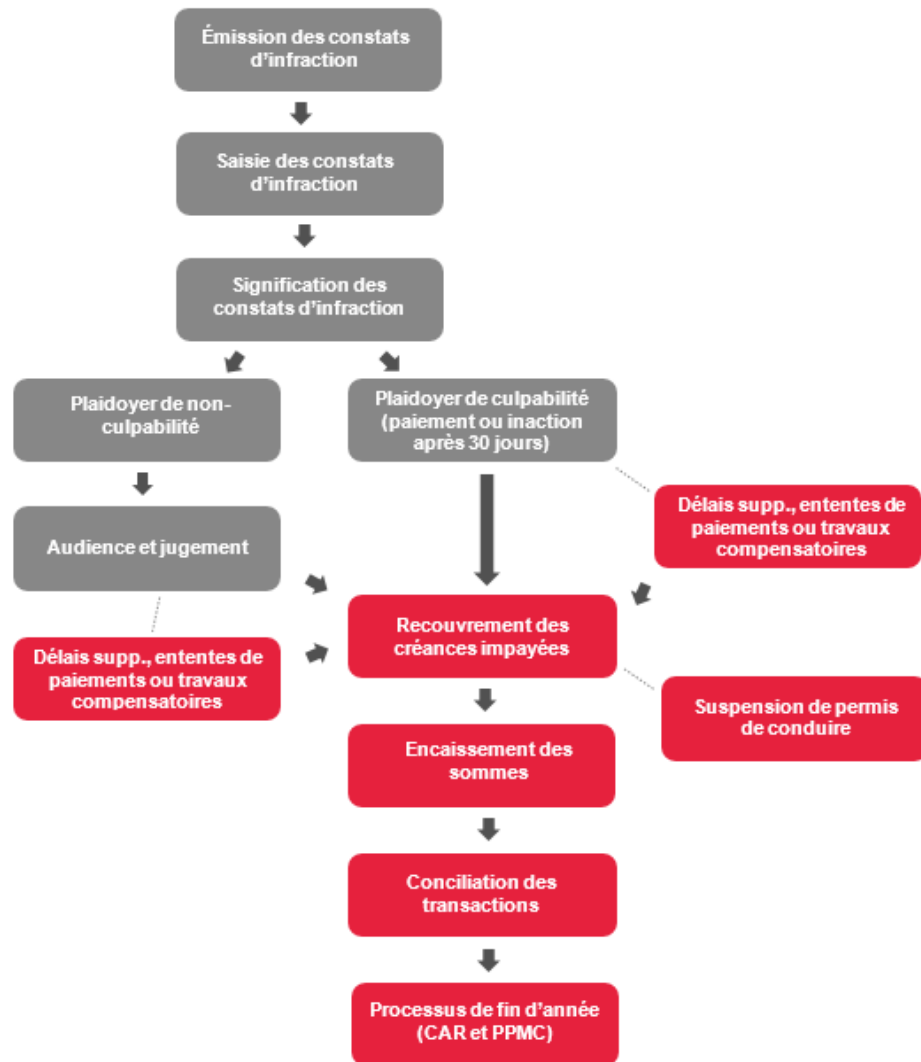 Émission des constats
d'infraction
Saisie des constats
d'infraction
Signification des
constats d'infraction
Plaidoyer de non-
culpabilité
Plaidoyer de culpabilité
(paiement ou inaction
après 30 jours)
Délais supp., ententes de
paiements ou travaux
compensatoires
Audience et jugement
Recouvrement des
créances impayées
Délais supp., ententes de
paiements ou travaux
compensatoires
Suspension de permis
de conduire
Encaissement des
sommes
Conciliation des
transactions
Processus de fin d'année
(CAR et PPMC)